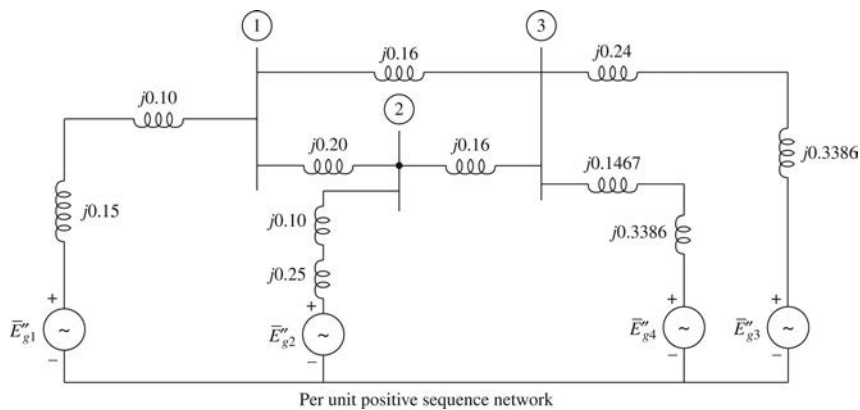 1
3
j0.16
j0.24
j0.10
2
j0.20
j0.16
j0.1467
j0.3386
j0.15
j0.10
j0.3386
j0.25
+
+
+
+
Ē″g1
~
Ē″g2
~
Ē″g4
~
Ē″g3
~
−
−
−
−
Per unit positive sequence network